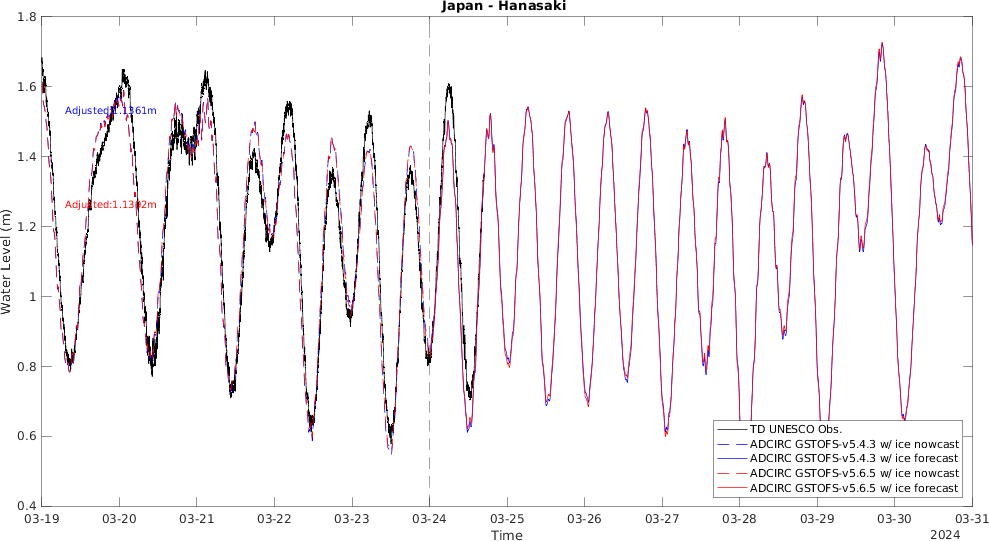 Japan - Hanasaki
1.8
1.6
1.4
1.2
1
0.8
0.6
0.4
Water Level (m)
Adjusted:1.1361m
Adjusted:1.1302m
TD UNESCO Obs.
ADCIRC GSTOFS-v5.4.3 w/ ice nowcast
ADCIRC GSTOFS-v5.4.3 w/ ice forecast
ADCIRC GSTOFS-v5.6.5 w/ ice nowcast
ADCIRC GSTOFS-v5.6.5 w/ ice forecast
03-19 03-20 03-21 03-22 03-23 03-24 03-25 03-26 03-27 03-28 03-29 03-30 03-31
Time
2024